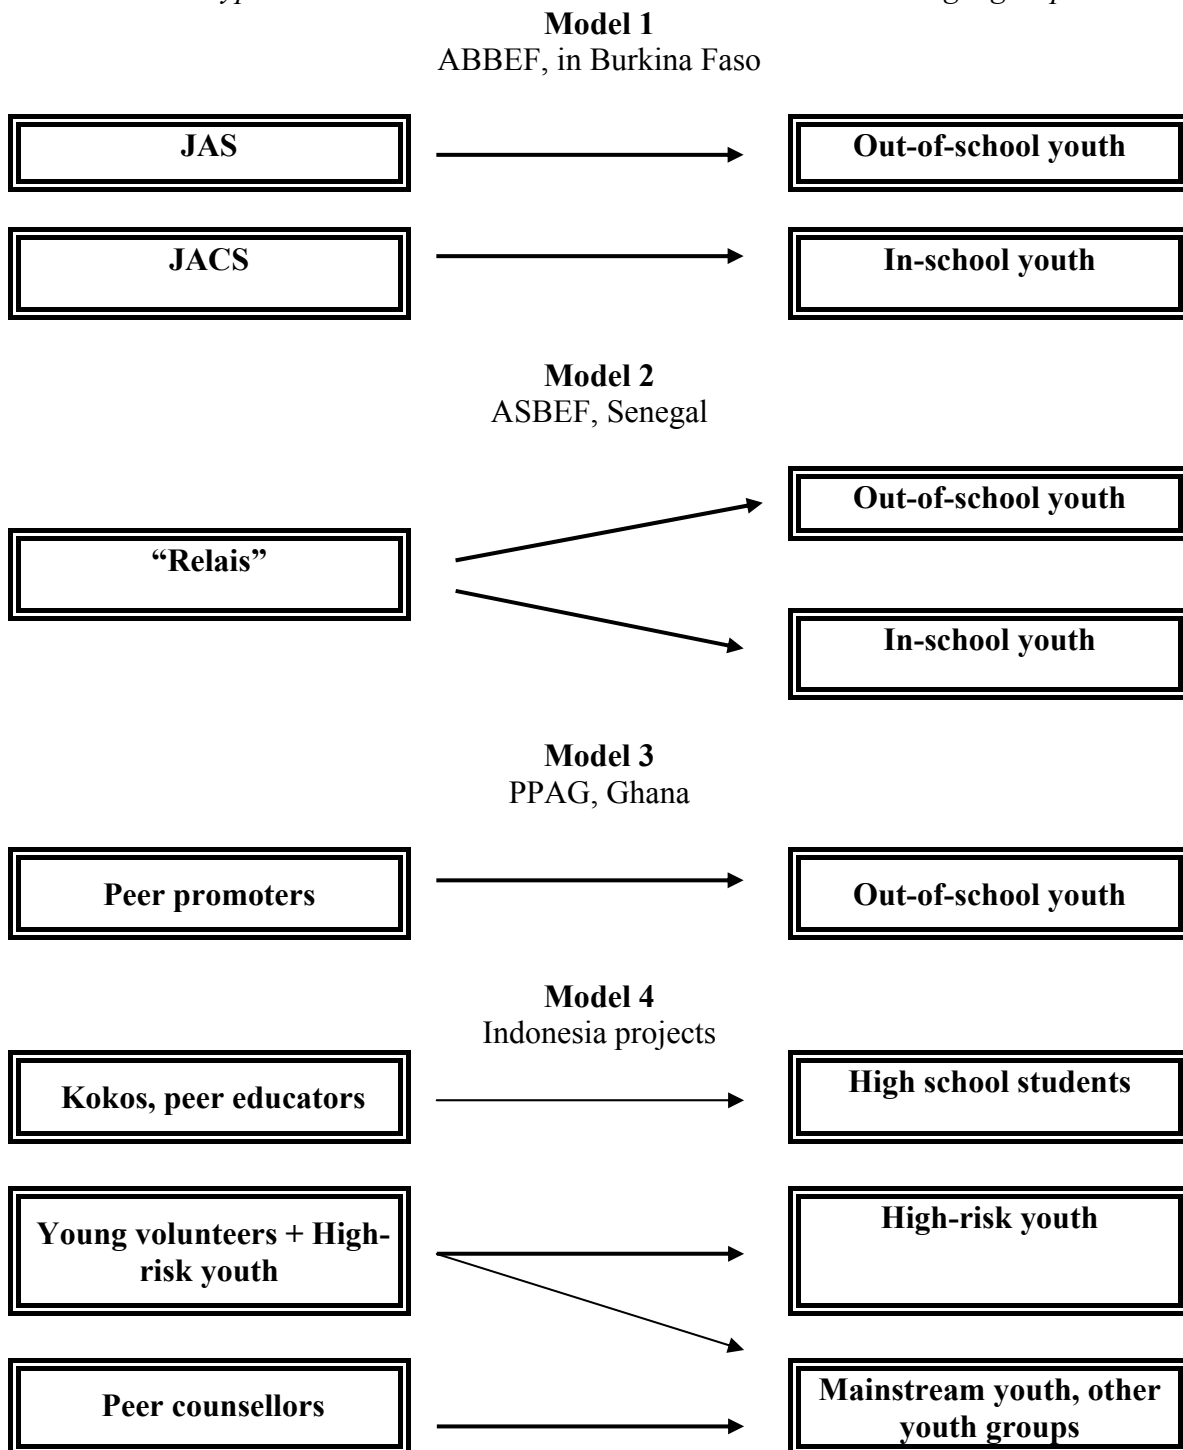 Model 1
ABBEF, in Burkina Faso
JAS
Out-of-school youth
JACS
In-school youth
Model 2
ASBEF, Senegal
Out-of-school youth
“Relais”
In-school youth
Model 3
PPAG, Ghana
Peer promoters
Out-of-school youth
Model 4
Indonesia projects
Kokos, peer educators
High school students
Young volunteers + High-
risk youth
High-risk youth
Peer counsellors
Mainstream youth, other
youth groups